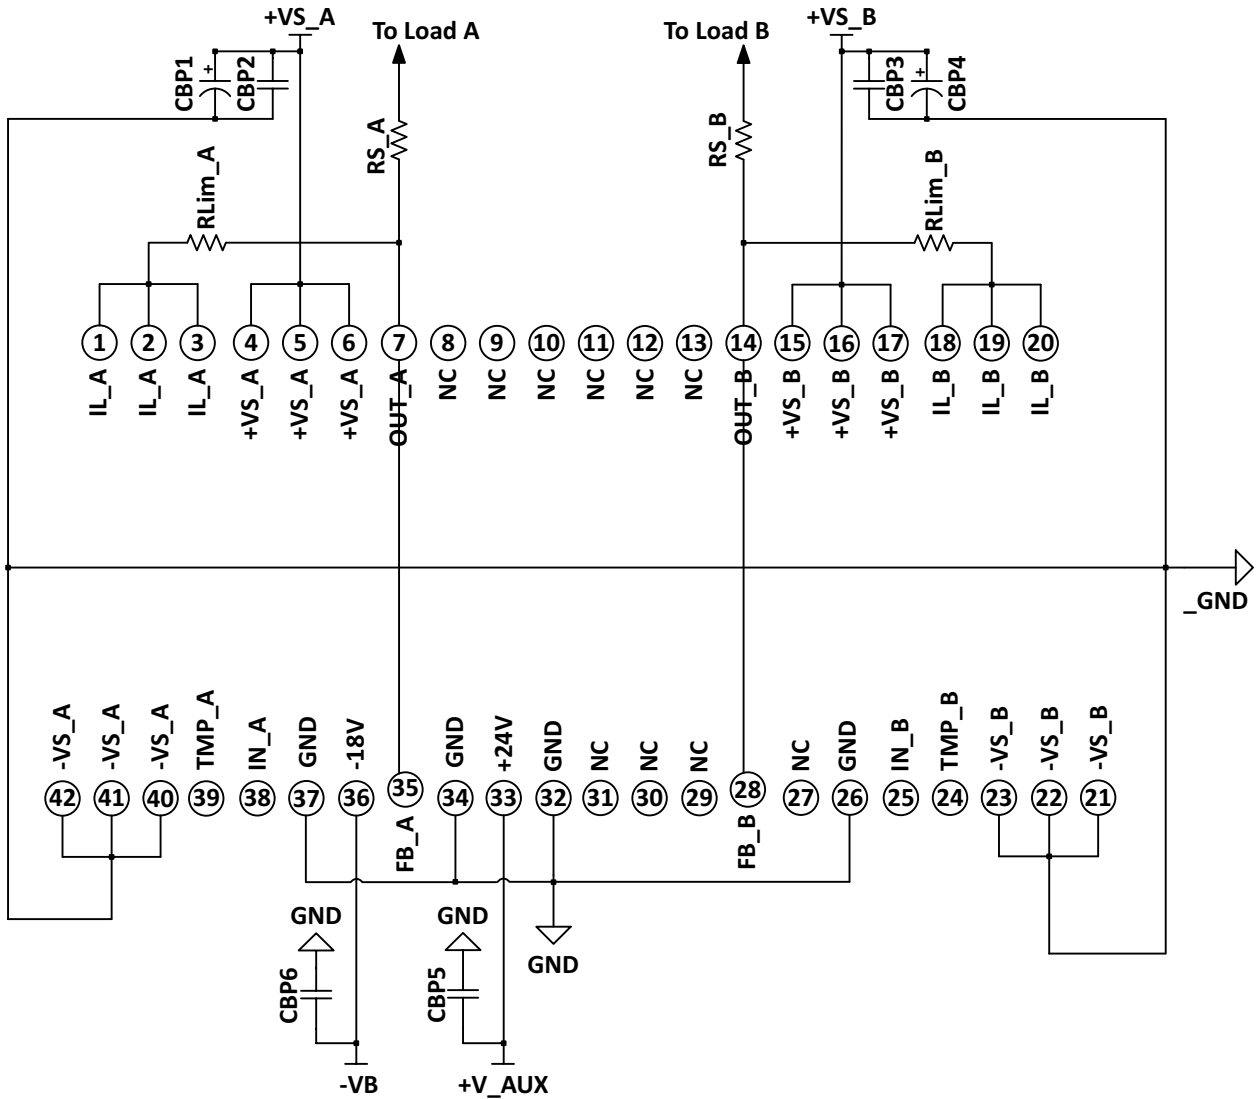 +VS_A
To Load A
To Load B
+VS_B
CBP1
+
CBP2
CBP3
+
CBP4
RS_A
RS_B
RLim_A
RLim_B
1
2
3
4
5
6
7
8
9
10
11
12
13
14
15
16
17
18
19
20
IL_A
IL_A
IL_A
+VS_A
+VS_A
+VS_A
OUT_A
NC
NC
NC
NC
NC
NC
OUT_B
+VS_B
+VS_B
+VS_B
IL_B
IL_B
IL_B
_GND
-VS_A
-VS_A
-VS_A
TMP_A
IN_A
GND
-18V
GND
+24V
GND
NC
NC
NC
NC
GND
IN_B
TMP_B
-VS_B
-VS_B
-VS_B
42
41
40
39
38
37
36
35
34
33
32
31
30
29
28
27
26
25
24
23
22
21
FB_A
FB_B
GND
GND
GND
CBP6
CBP5
-VB
+V_AUX